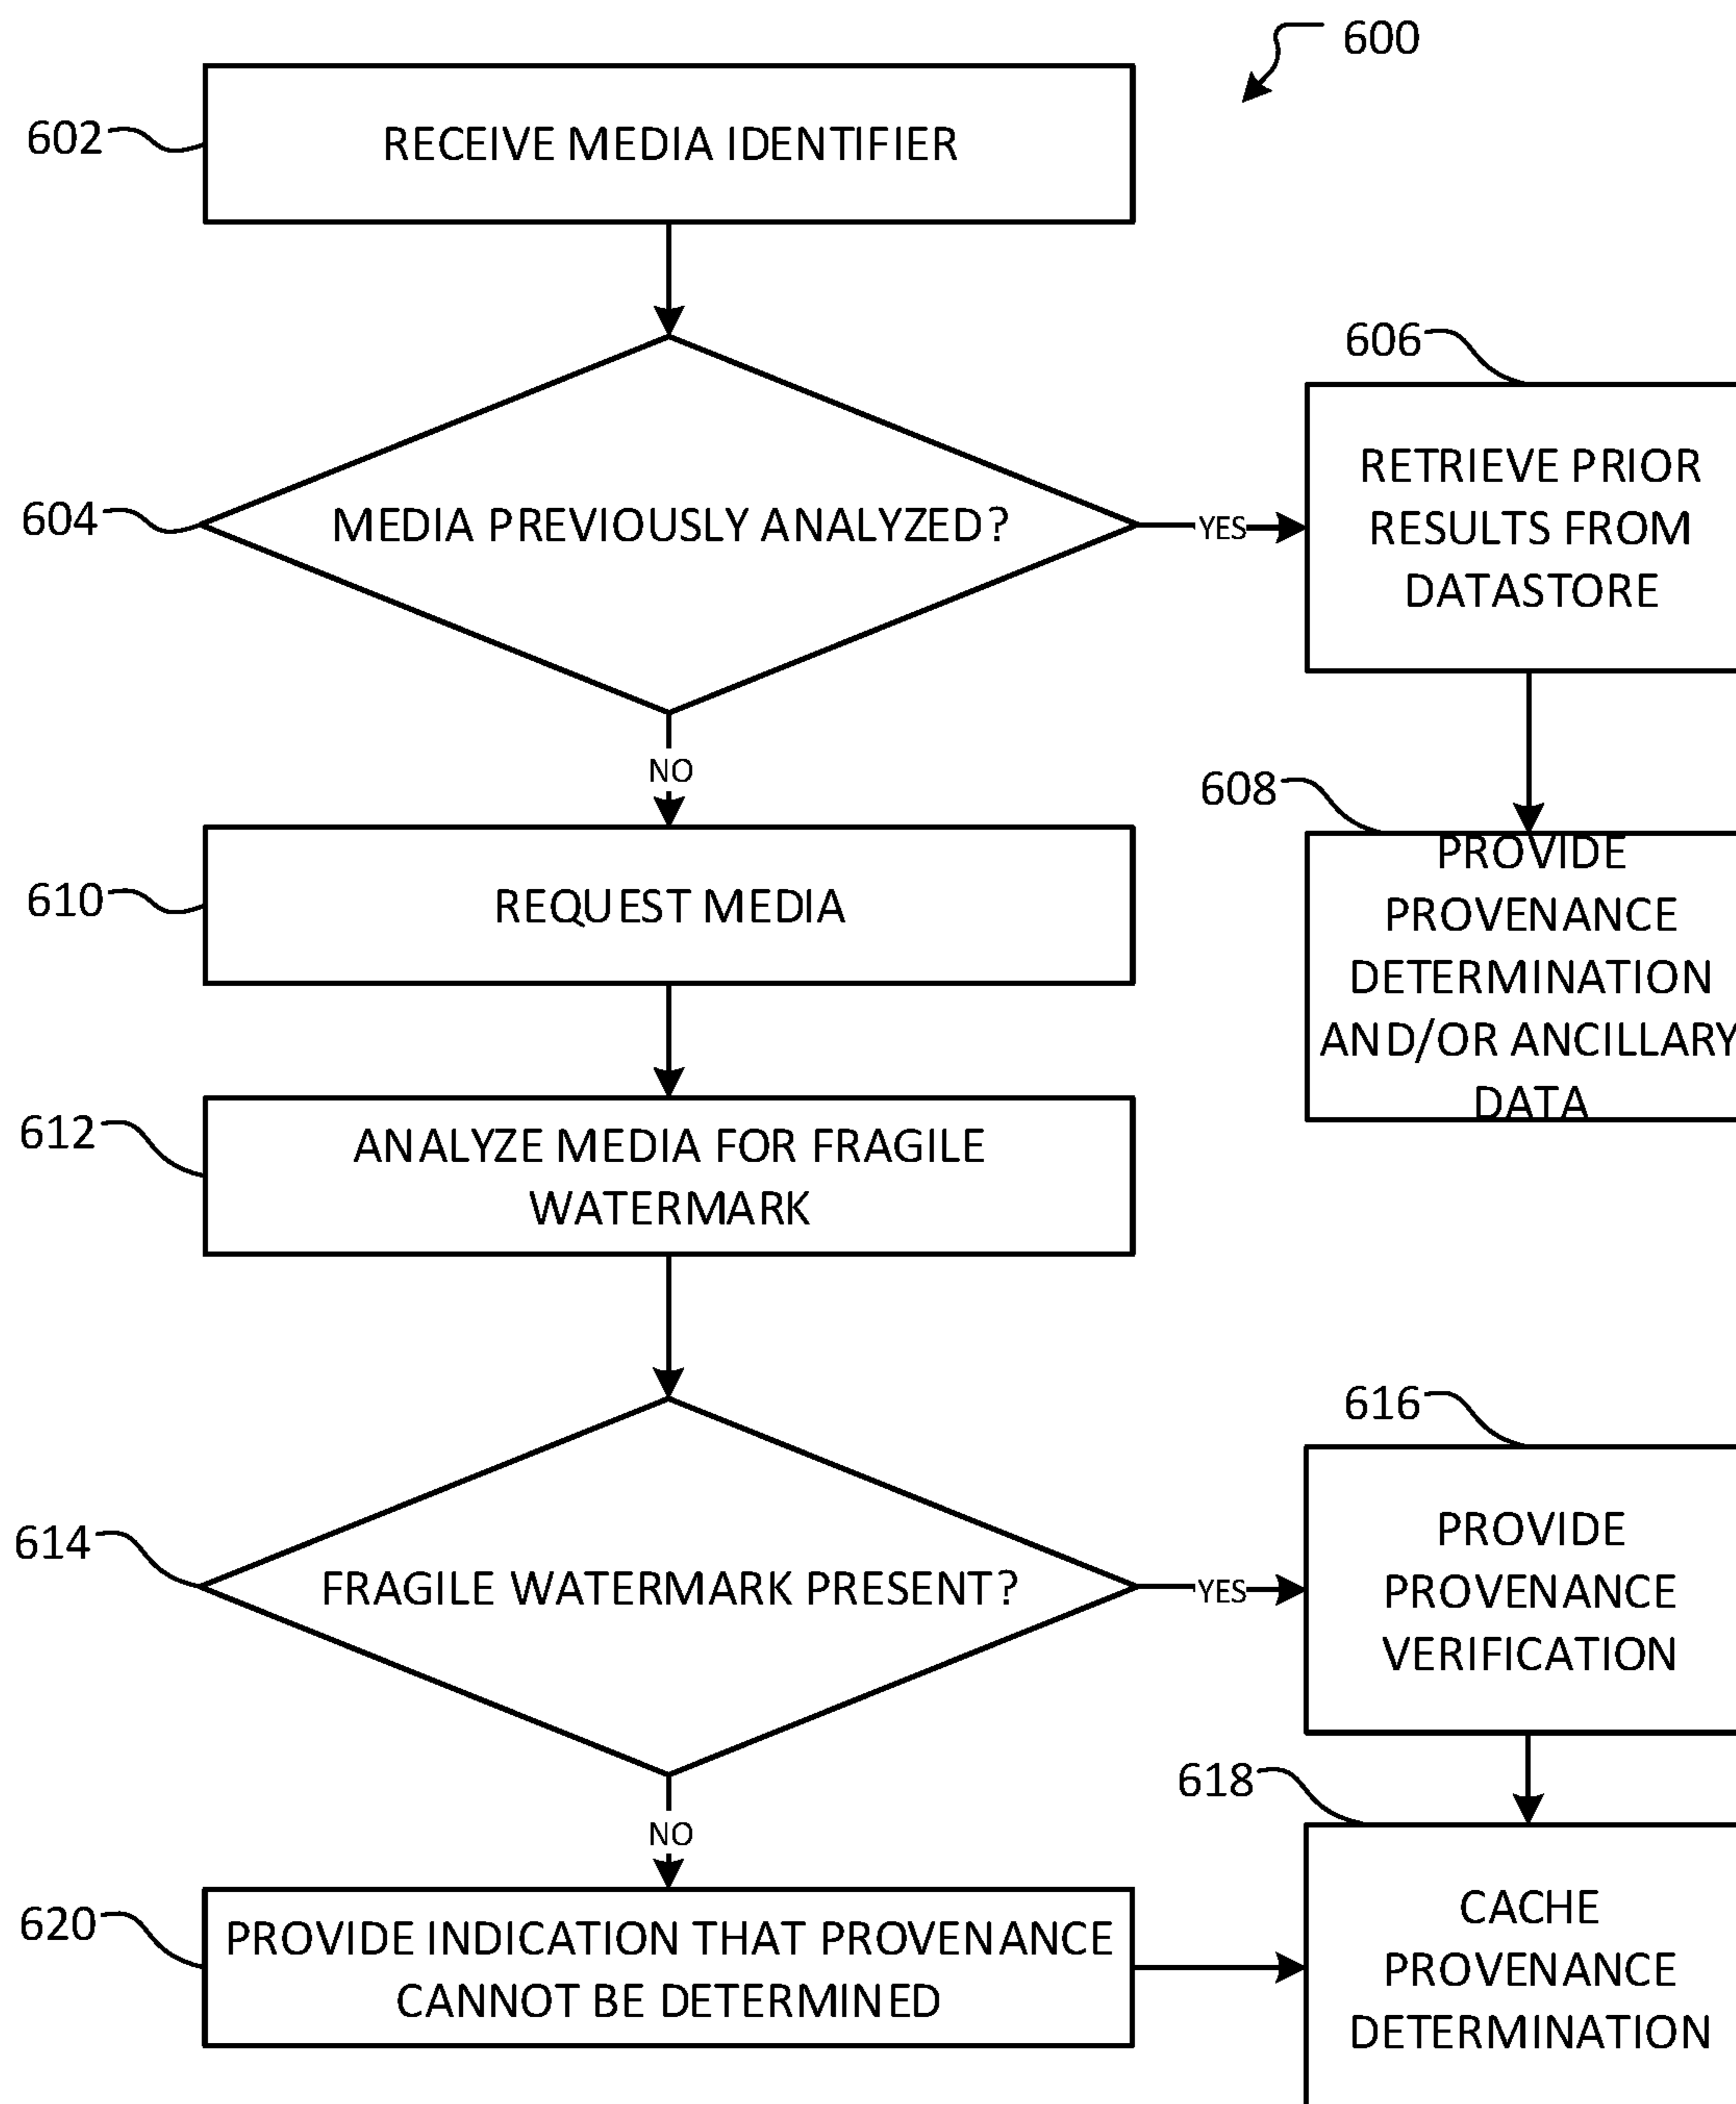 600
602
RECEIVE MEDIA IDENTIFIER
606
604
MEDIA PREVIOUSLY ANALYZED?
YES
RETRIEVE PRIOR
RESULTS FROM
DATASTORE
NO
608
PROVIDE
PROVENANCE
DETERMINATION
AND/OR ANCILLARY
DATA
610
REQUEST MEDIA
612
ANALYZE MEDIA FOR FRAGILE
WATERMARK
614
FRAGILE WATERMARK PRESENT?
YES
616
PROVIDE
PROVENANCE
VERIFICATION
NO
618
CACHE
PROVENANCE
DETERMINATION
620
PROVIDE INDICATION THAT PROVENANCE
CANNOT BE DETERMINED